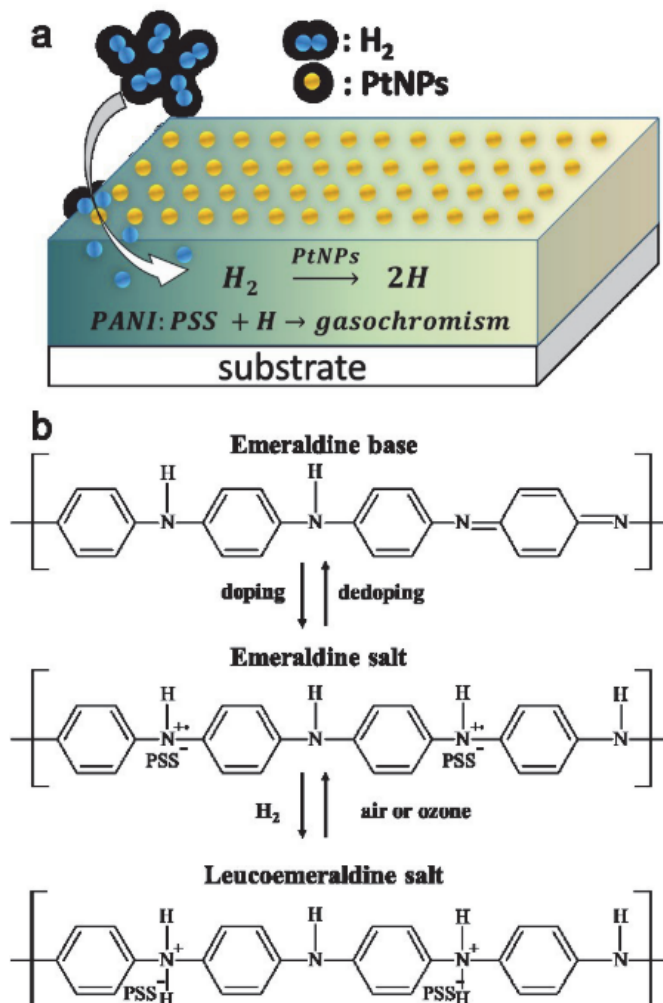 a
: H₂
: PtNPs
PtNPs
H₂ ⟶ 2H
PANI: PSS + H → gasochromism
substrate
b
Emeraldine base
H H
N N N N
doping dedoping
Emeraldine salt
H H H H
N⁺• N N⁺• N
PSS⁻ PSS⁻
H₂ air or ozone
Leucoemeraldine salt
H H H H
N⁺ N N⁺ N
PSS⁻ H PSS⁻ H